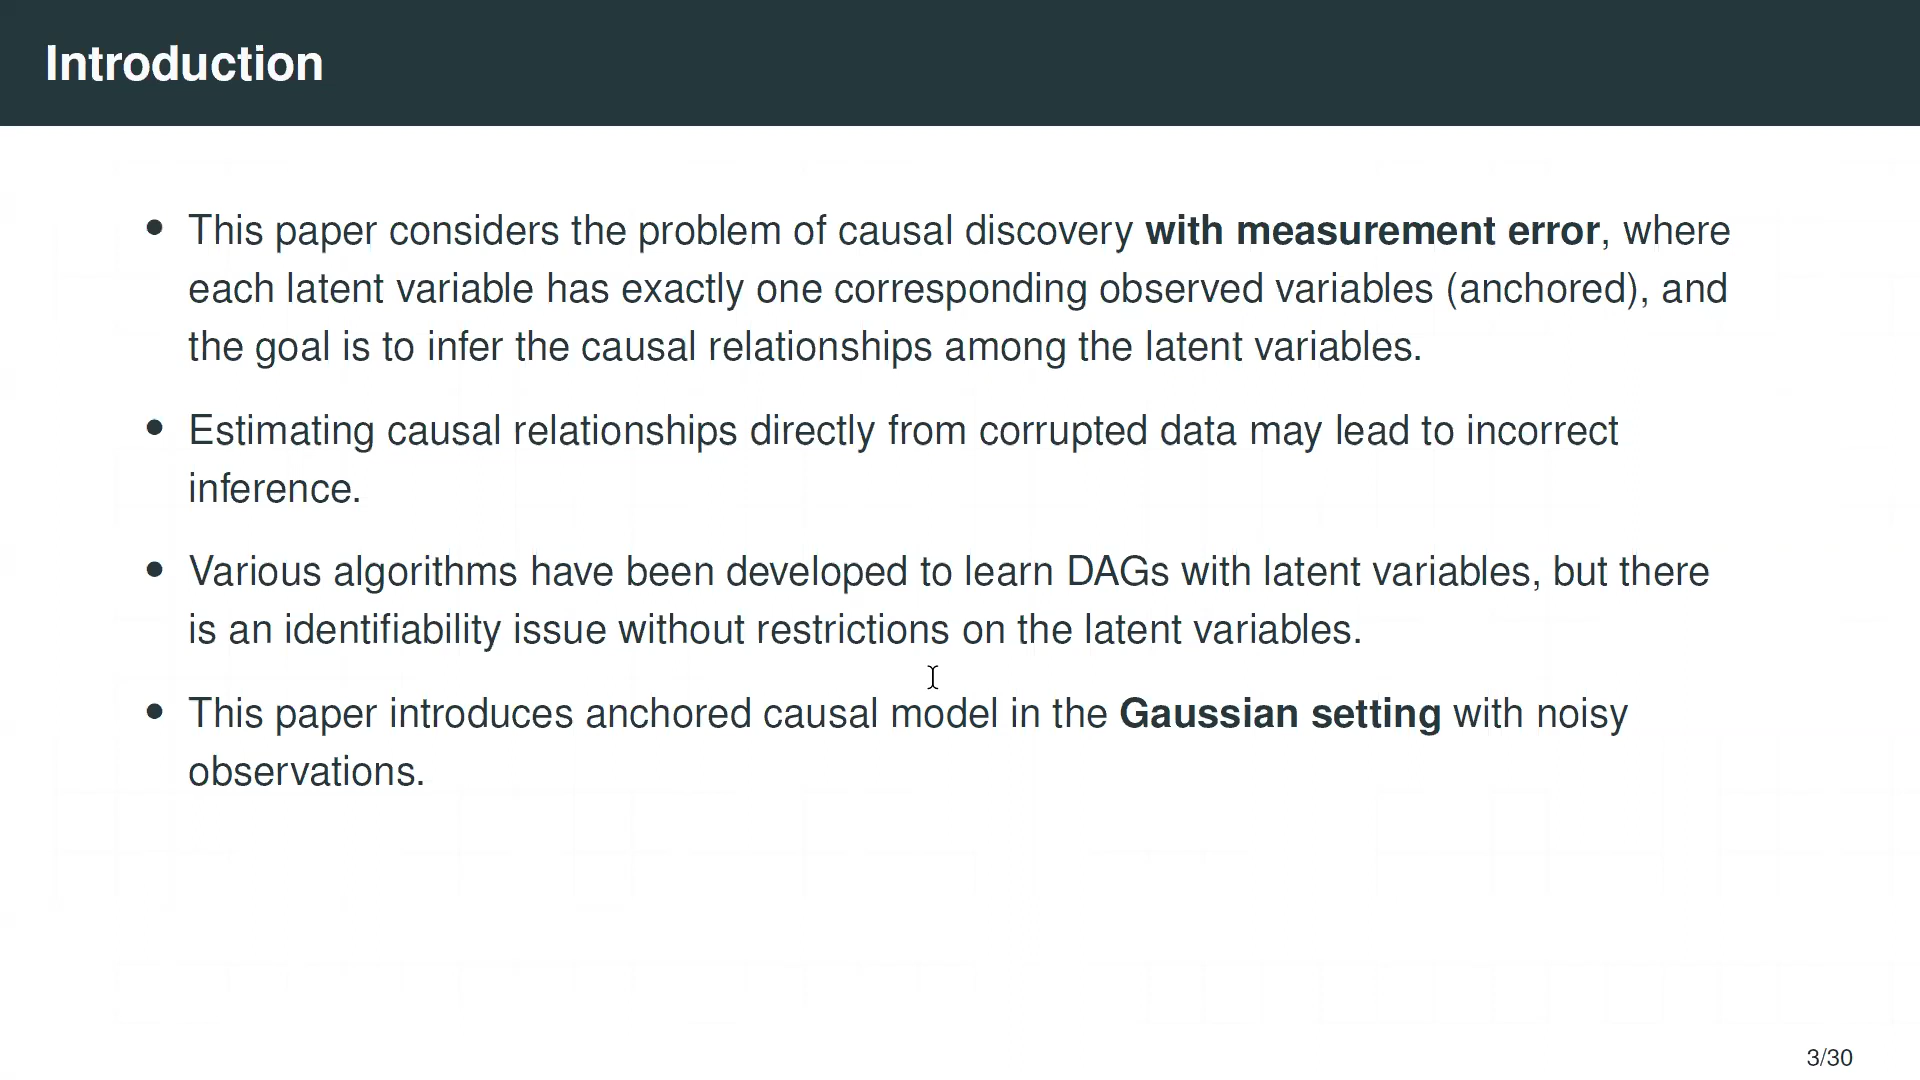 Introduction
• This paper considers the problem of causal discovery with measurement error, where
each latent variable has exactly one corresponding observed variables (anchored), and
the goal is to infer the causal relationships among the latent variables.
• Estimating causal relationships directly from corrupted data may lead to incorrect
inference.
• Various algorithms have been developed to learn DAGs with latent variables, but there
is an identifiability issue without restrictions on the latent variables.
• This paper introduces anchored causal model in the Gaussian setting with noisy
observations.
3/30